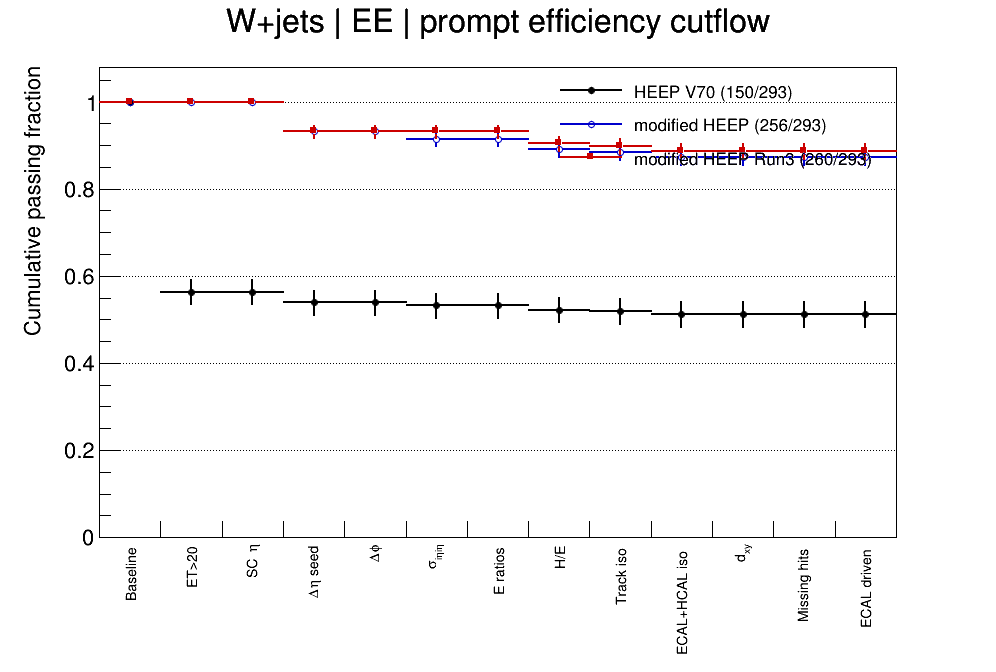 W+jets | EE | prompt efficiency cutflow
Cumulative passing fraction
1
0.8
0.6
0.4
0.2
0
HEEP V70 (150/293)
modified HEEP (256/293)
modified HEEP Run3 (260/293)
Baseline
ET>20
SC η
Δη seed
Δϕ
σiηiη
E ratios
H/E
Track iso
ECAL+HCAL iso
dxy
Missing hits
ECAL driven